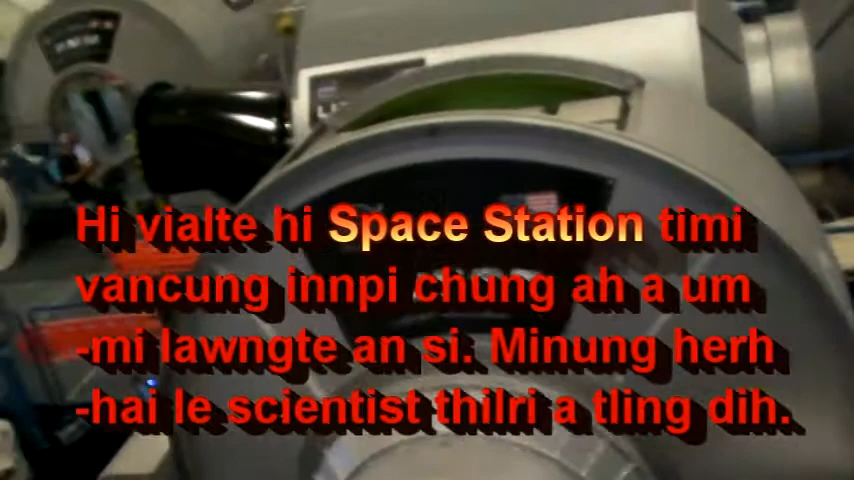 Hi vialte hi Space Station timi
vancung innpi chung ah a um
-mi lawngte an si. Minung herh
-hai le scientist thilri a tling dih.